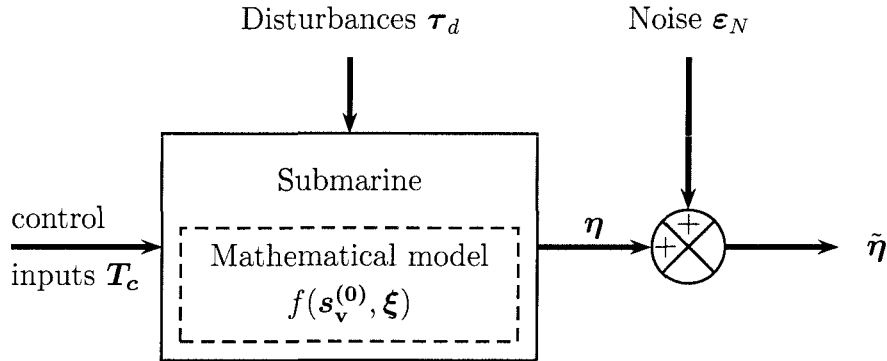 Disturbances τ_d
Noise ε_N
Submarine
control
inputs T_c
Mathematical model
f(s_v^(0), ξ)
η
+
+
η̃